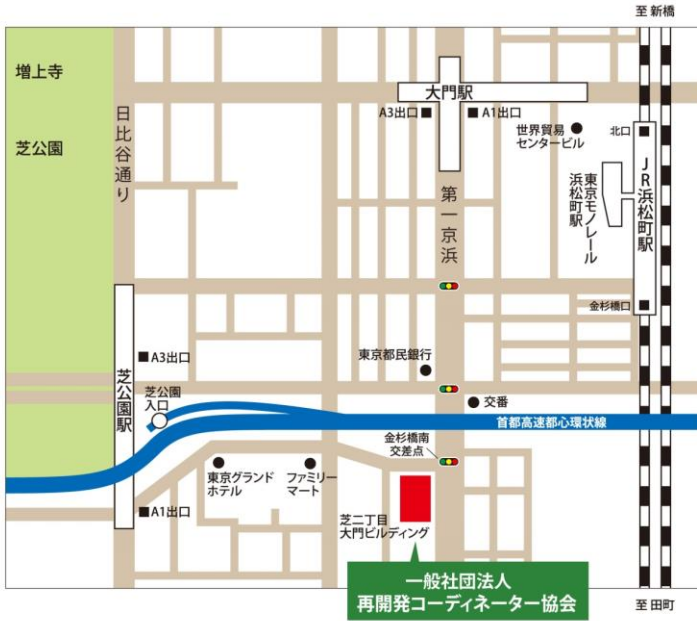 至 新橋
増上寺
芝公園
日比谷通り
大門駅
A3出口
A1出口
世界貿易
センタービル
北口
JR浜松町駅
東京モノレール
浜松町駅
第一京浜
金杉橋口
A3出口
東京都民銀行
芝公園駅
芝公園
入口
交番
首都高速都心環状線
金杉橋南
交差点
東京グランド
ホテル
ファミリー
マート
A1出口
芝二丁目
大門ビルディング
一般社団法人
再開発コーディネーター協会
至 田町